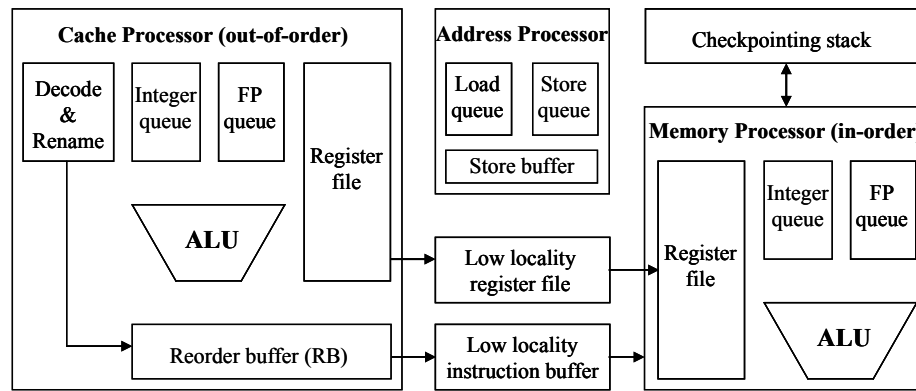 Cache Processor (out-of-order)
Decode
&
Rename
Integer
queue
FP
queue
Register
file
ALU
Reorder buffer (RB)
Address Processor
Load
queue
Store
queue
Store buffer
Low locality
register file
Low locality
instruction buffer
Checkpointing stack
Memory Processor (in-order
Register
file
Integer
queue
FP
queue
ALU